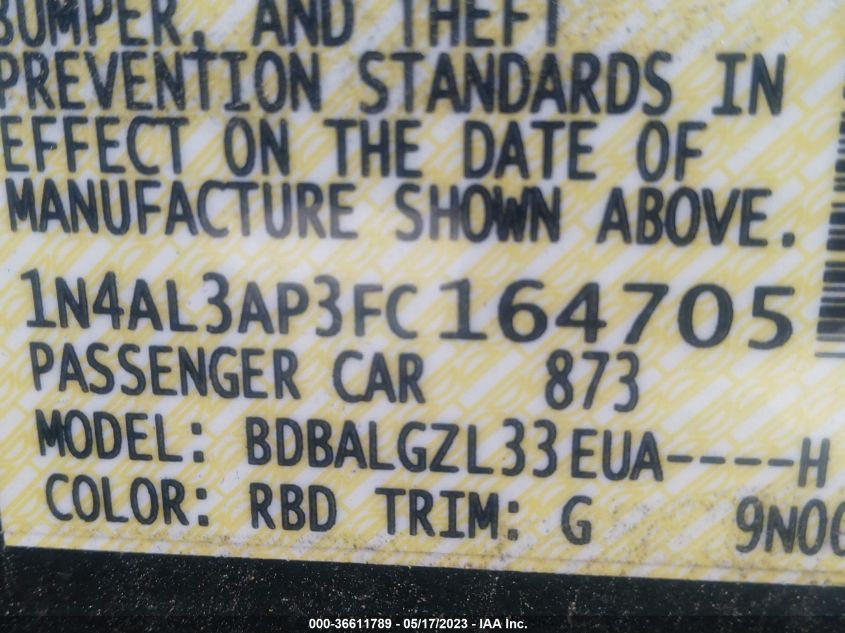 BUMPER, AND THEFT
PREVENTION STANDARDS IN
EFFECT ON THE DATE OF
MANUFACTURE SHOWN ABOVE.
1N4AL3AP3FC164705
PASSENGER CAR 873
MODEL: BDBALGZL33EUA----H
COLOR: RBD TRIM: G 9N00
000-36611789 - 05/17/2023 - IAA Inc.